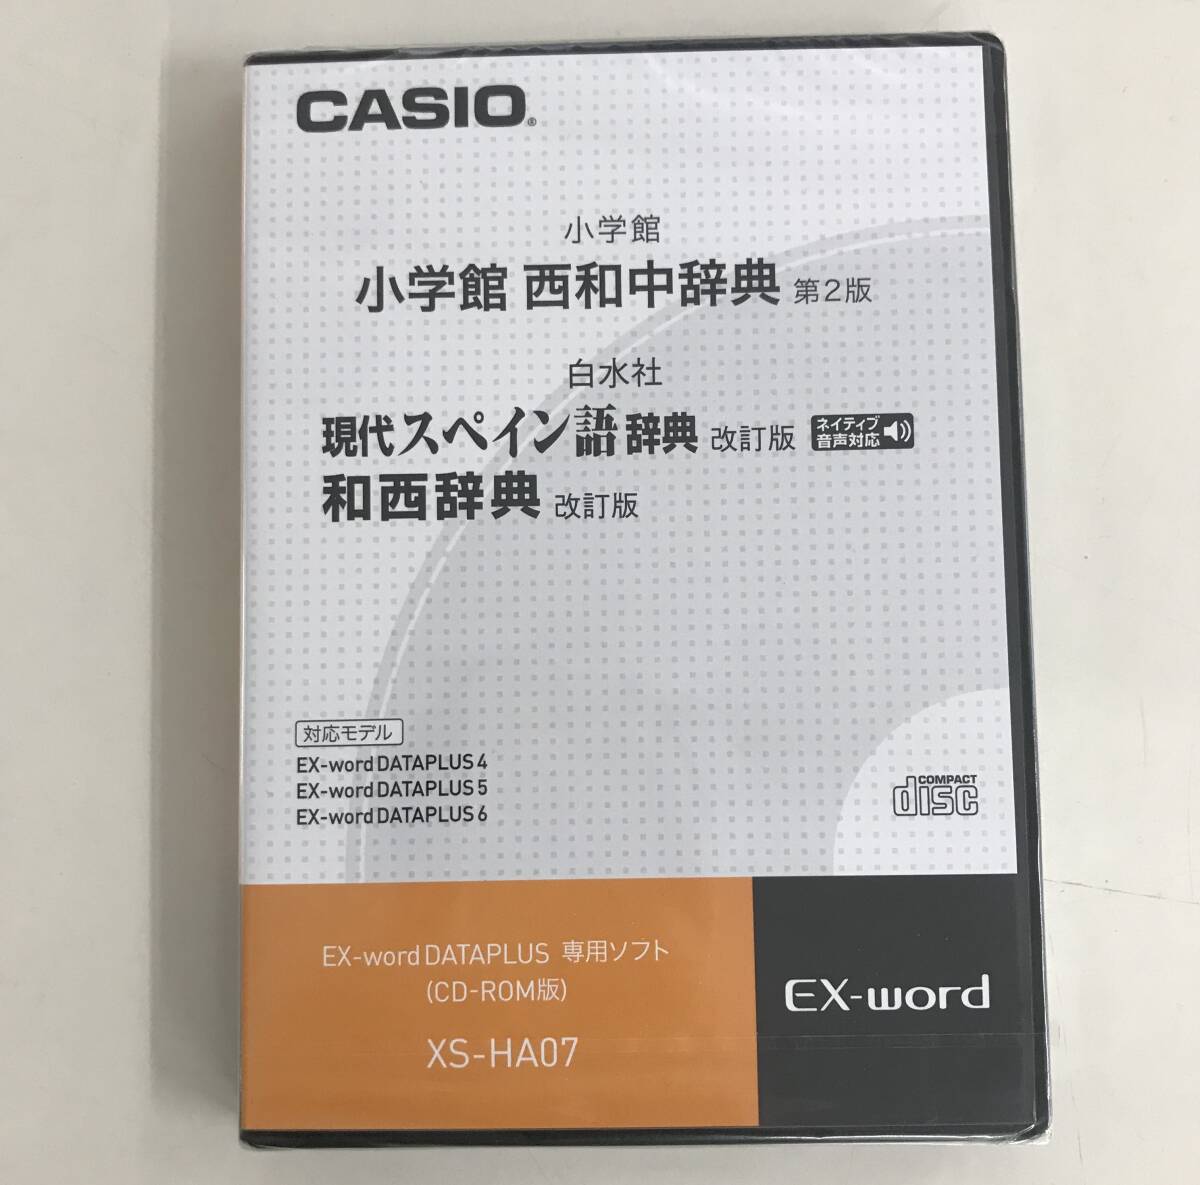 CASIO®
小学館
小学館 西和中辞典 第2版
白水社
現代スペイン語辞典 改訂版 ネイティブ音声対応
和西辞典 改訂版
対応モデル
EX-word DATAPLUS 4
EX-word DATAPLUS 5
EX-word DATAPLUS 6
COMPACT
disc
EX-word DATAPLUS 専用ソフト
(CD-ROM版)
XS-HA07
EX-word